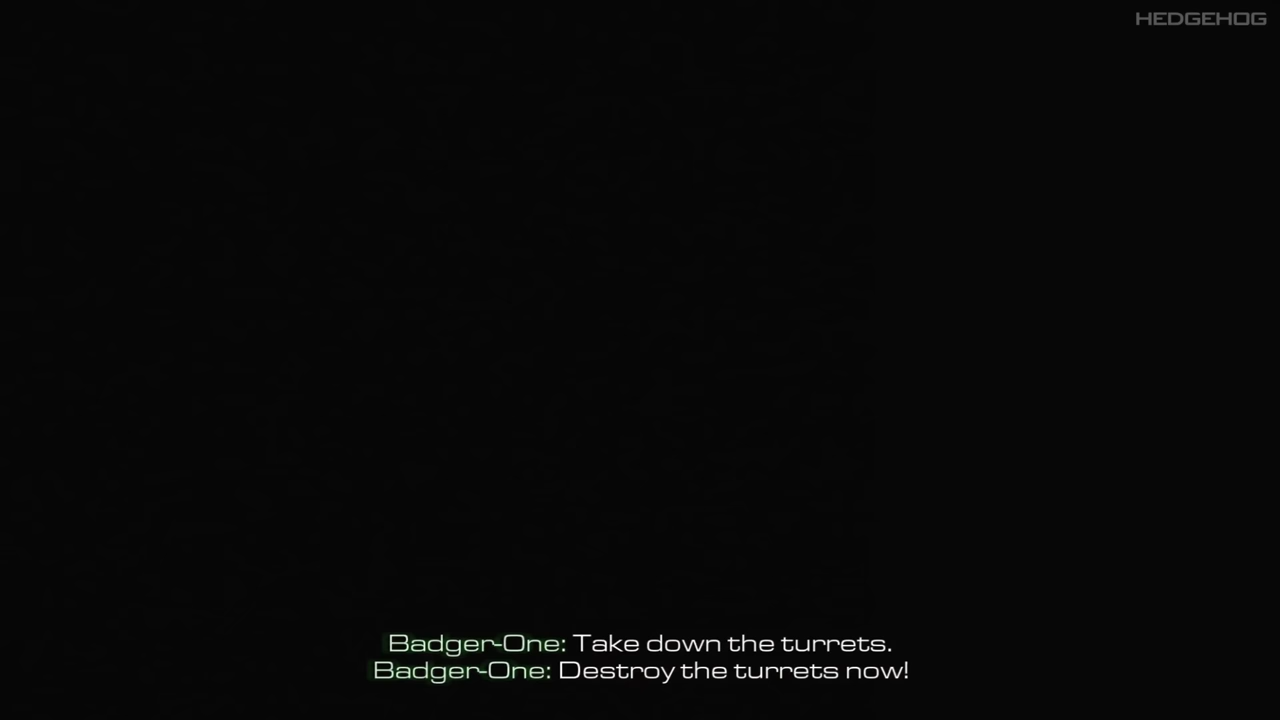 HEDGEHOG
Badger-One: Take down the turrets.
Badger-One: Destroy the turrets now!